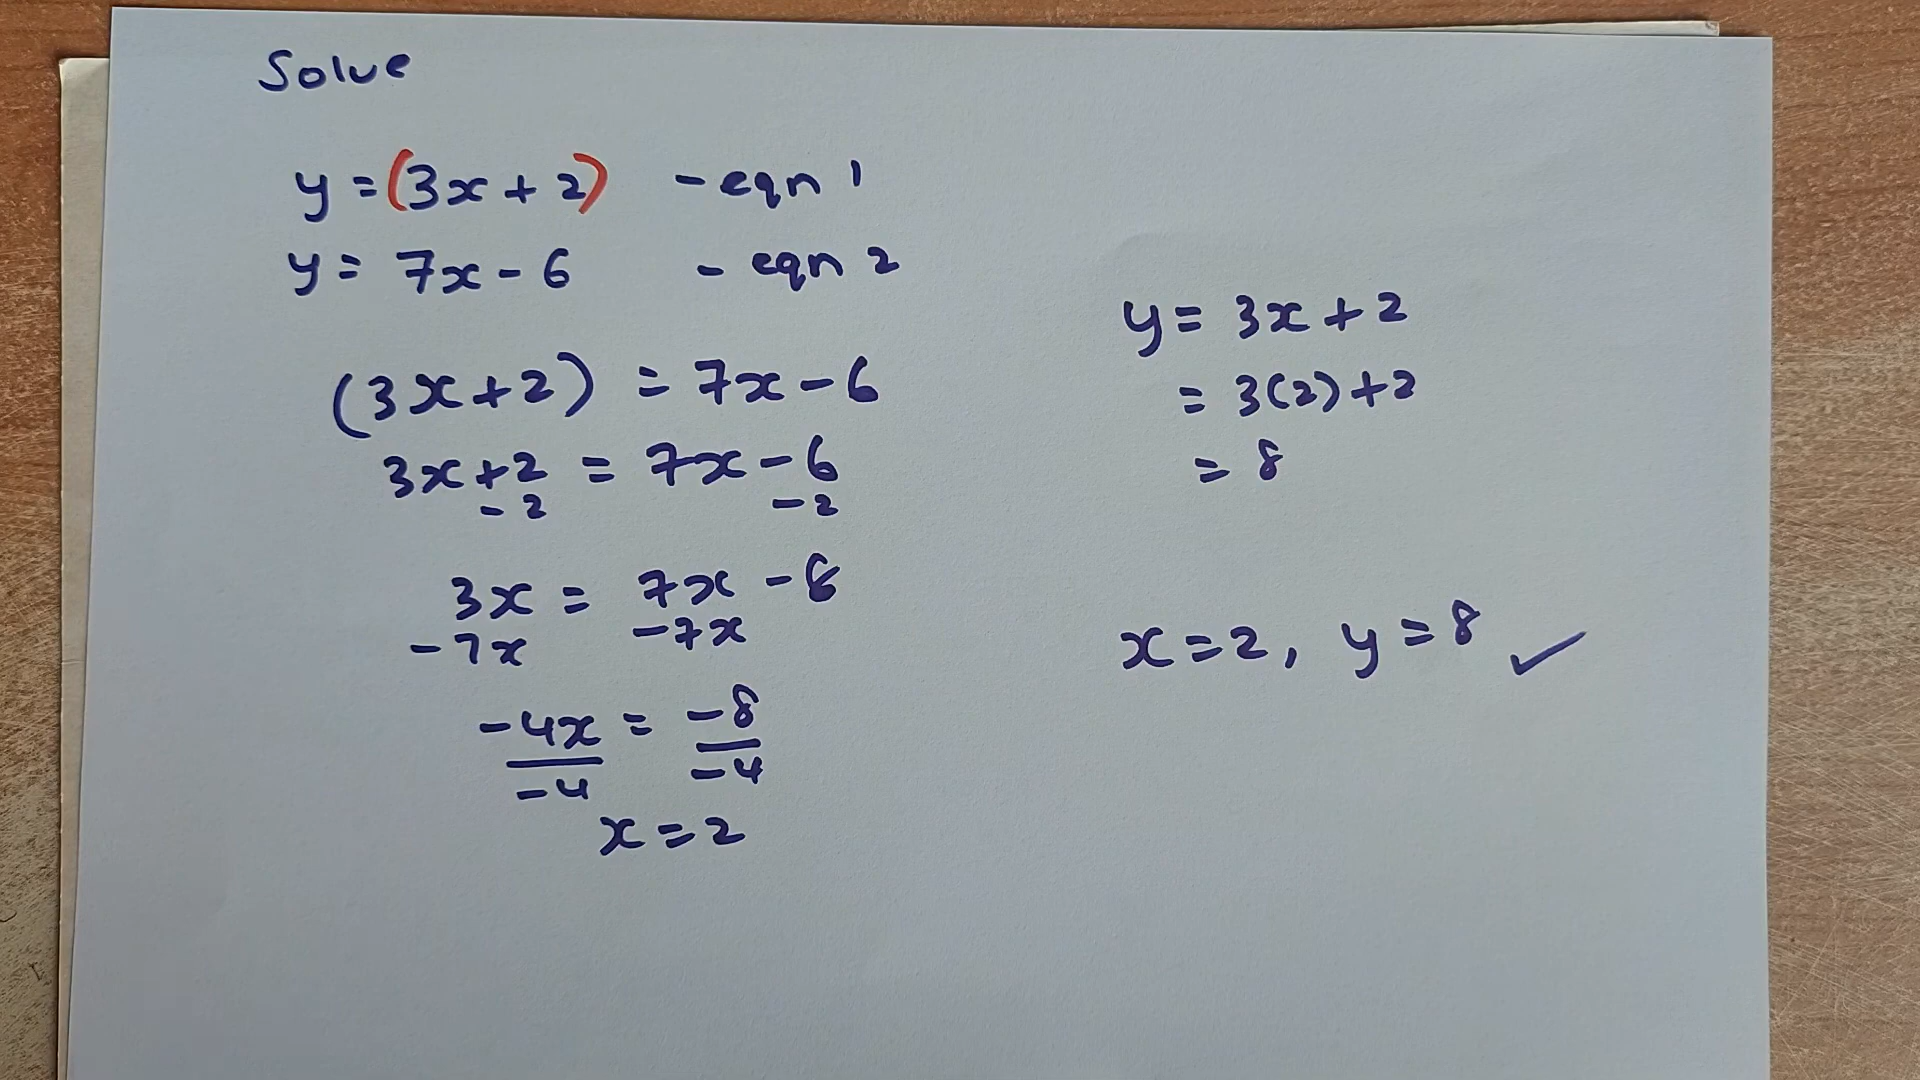 Solve
y = (3x + 2) - eqn 1
y = 7x - 6 - eqn 2
(3x + 2) = 7x - 6
3x + 2 = 7x - 6
- 2 - 2
3x = 7x - 8
- 7x - 7x
-4x = -8
-4 -4
x = 2
y = 3x + 2
= 3(2) + 2
= 8
x = 2, y = 8 ✓